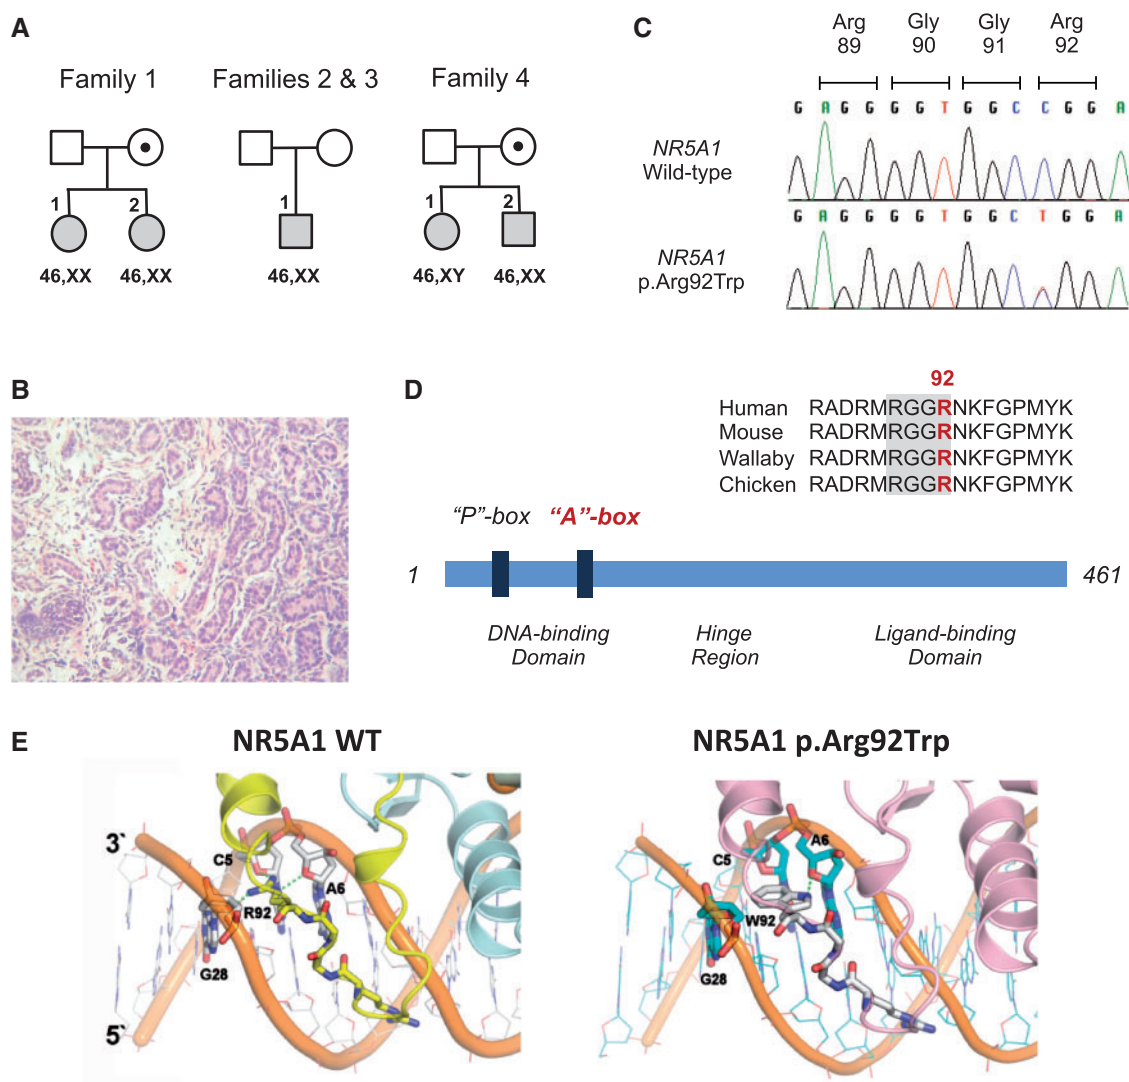 A
Family 1
Families 2 & 3
Family 4
1
2
1
1
2
46,XX
46,XX
46,XX
46,XY
46,XX
C
Arg
89
Gly
90
Gly
91
Arg
92
G A G G G G T G G C C G G A
NR5A1
Wild-type
G A G G G G T G G C T G G A
NR5A1
p.Arg92Trp
B
D
92
Human RADRMRGGRNKFGPMYK
Mouse RADRMRGGRNKFGPMYK
Wallaby RADRMRGGRNKFGPMYK
Chicken RADRMRGGRNKFGPMYK
“P”-box
“A”-box
1
461
DNA-binding
Domain
Hinge
Region
Ligand-binding
Domain
E
NR5A1 WT
3`
C5
A6
R92
G28
5`
NR5A1 p.Arg92Trp
A6
C5
W92
G28